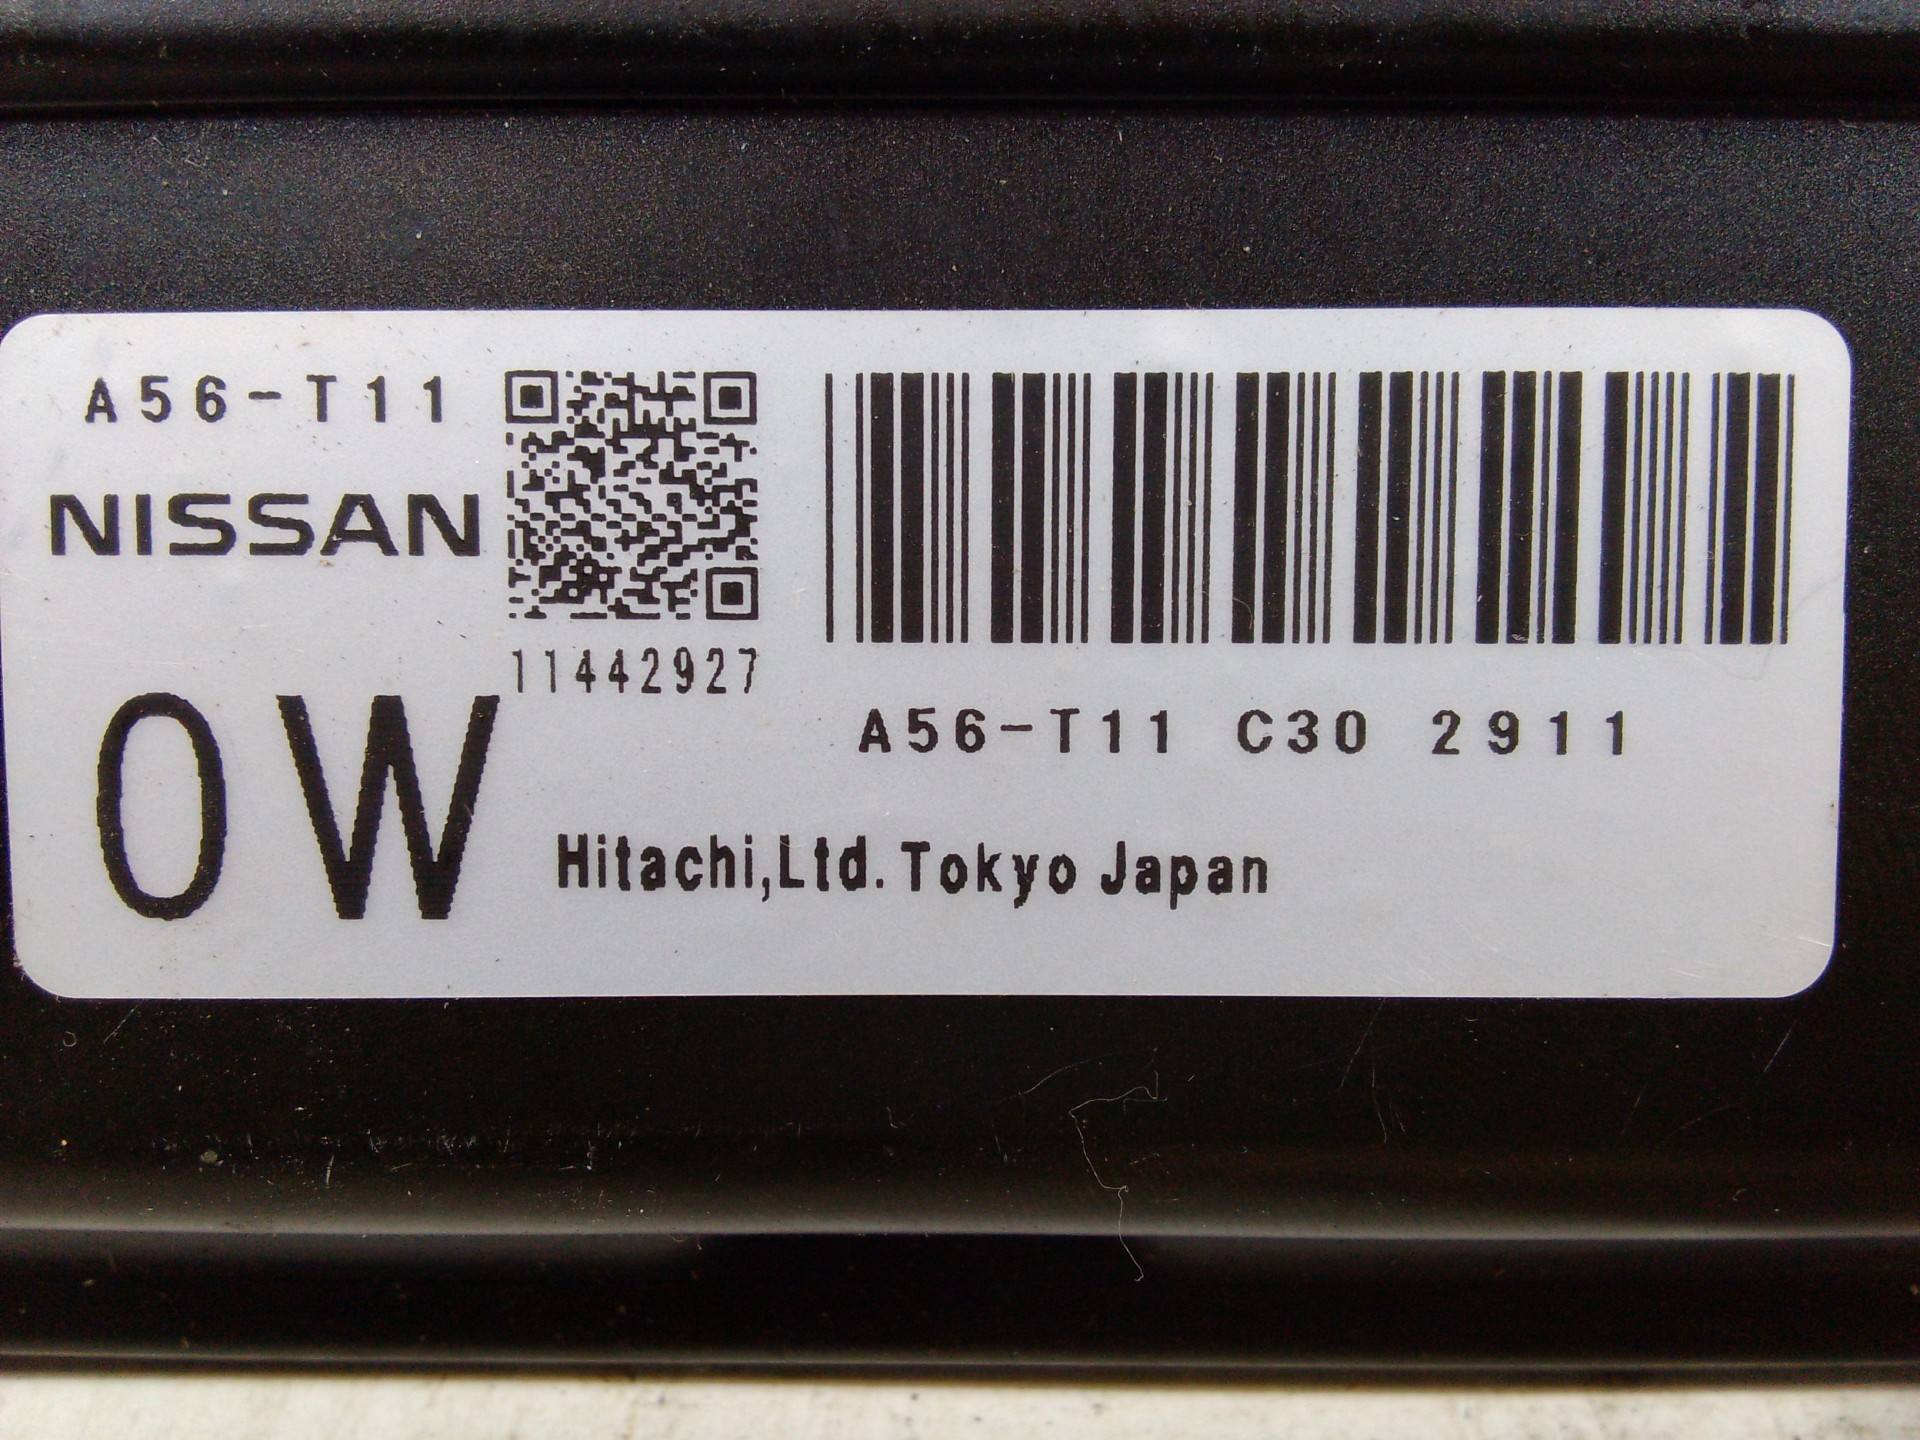 A56-T11
NISSAN
11442927
A56-T11 C30 2911
0W
Hitachi,Ltd. Tokyo Japan